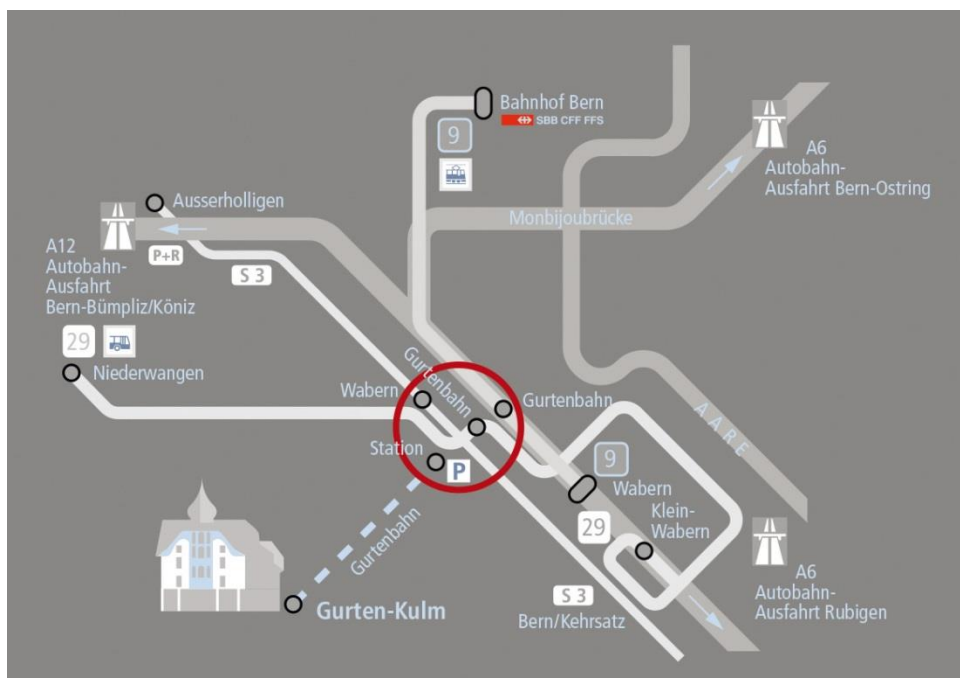 Bahnhof Bern
SBB CFF FFS
9
A6
Autobahn-
Ausfahrt Bern-Ostring
Monbijoubrücke
Ausserholligen
P+R
S 3
A12
Autobahn-
Ausfahrt
Bern-Bümpliz/Köniz
29
Niederwangen
Wabern
Gurtenbahn
Gurtenbahn
Station
P
AARE
9
Wabern
29
Klein-
Wabern
Gurtenbahn
Gurten-Kulm
S 3
Bern/Kehrsatz
A6
Autobahn-
Ausfahrt Rubigen